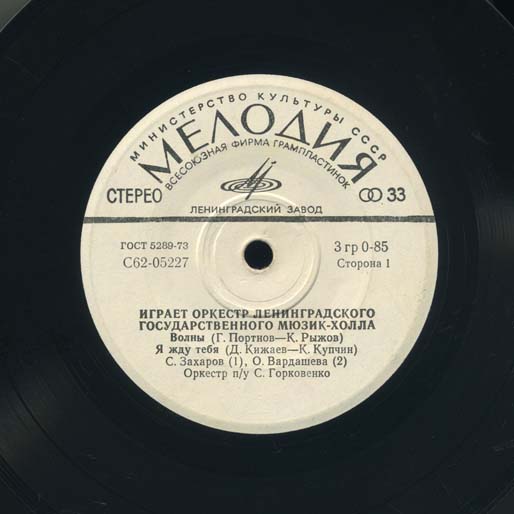 МИНИСТЕРСТВО КУЛЬТУРЫ СССР
МЕЛОДИЯ
ВСЕСОЮЗНАЯ ФИРМА ГРАМПЛАСТИНОК
СТЕРЕО 33
ЛЕНИНГРАДСКИЙ ЗАВОД
ГОСТ 5289-73 3 гр 0-85
С62-05227 Сторона 1
ИГРАЕТ ОРКЕСТР ЛЕНИНГРАДСКОГО
ГОСУДАРСТВЕННОГО МЮЗИК-ХОЛЛА
Волны (Г. Портнов—К. Рыжов)
Я жду тебя (Д. Кижаев—К. Купчин)
С. Захаров (1), О. Вардашева (2)
Оркестр п/у С. Горковенко